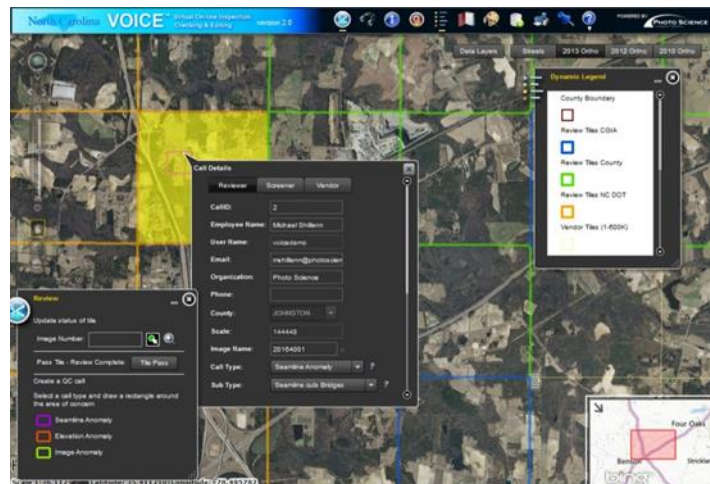 North Carolina VOICE™ Virtual On-line Inspection, Checking & Editing version 2.0
POWERED BY PHOTO SCIENCE
Data Layers Streets 2013 Ortho 2012 Ortho 2010 Ortho
Dynamic Legend
County Boundary
Review Tiles CGIA
Review Tiles County
Review Tiles NC DOT
Vendor Tiles (1-600K)
Call Details
Reviewer Screener Vendor
CallID: 2
Employee Name: Michael Shillenn
User Name: voicedemo
Email: mshillenn@photoscien
Organization: Photo Science
Phone:
County: JOHNSTON
Scale: 144448
Image Name: 20164001
Call Type: Seamline Anomaly ?
Sub Type: Seamline cuts Bridges ?
Review
Update status of tile
Image Number:
Pass Tile - Review Complete: Tile Pass
Create a QC call
Select a call type and draw a rectangle around
the area of concern
Seamline Anomaly
Elevation Anomaly
Image Anomaly
Four Oaks
Benson
bing